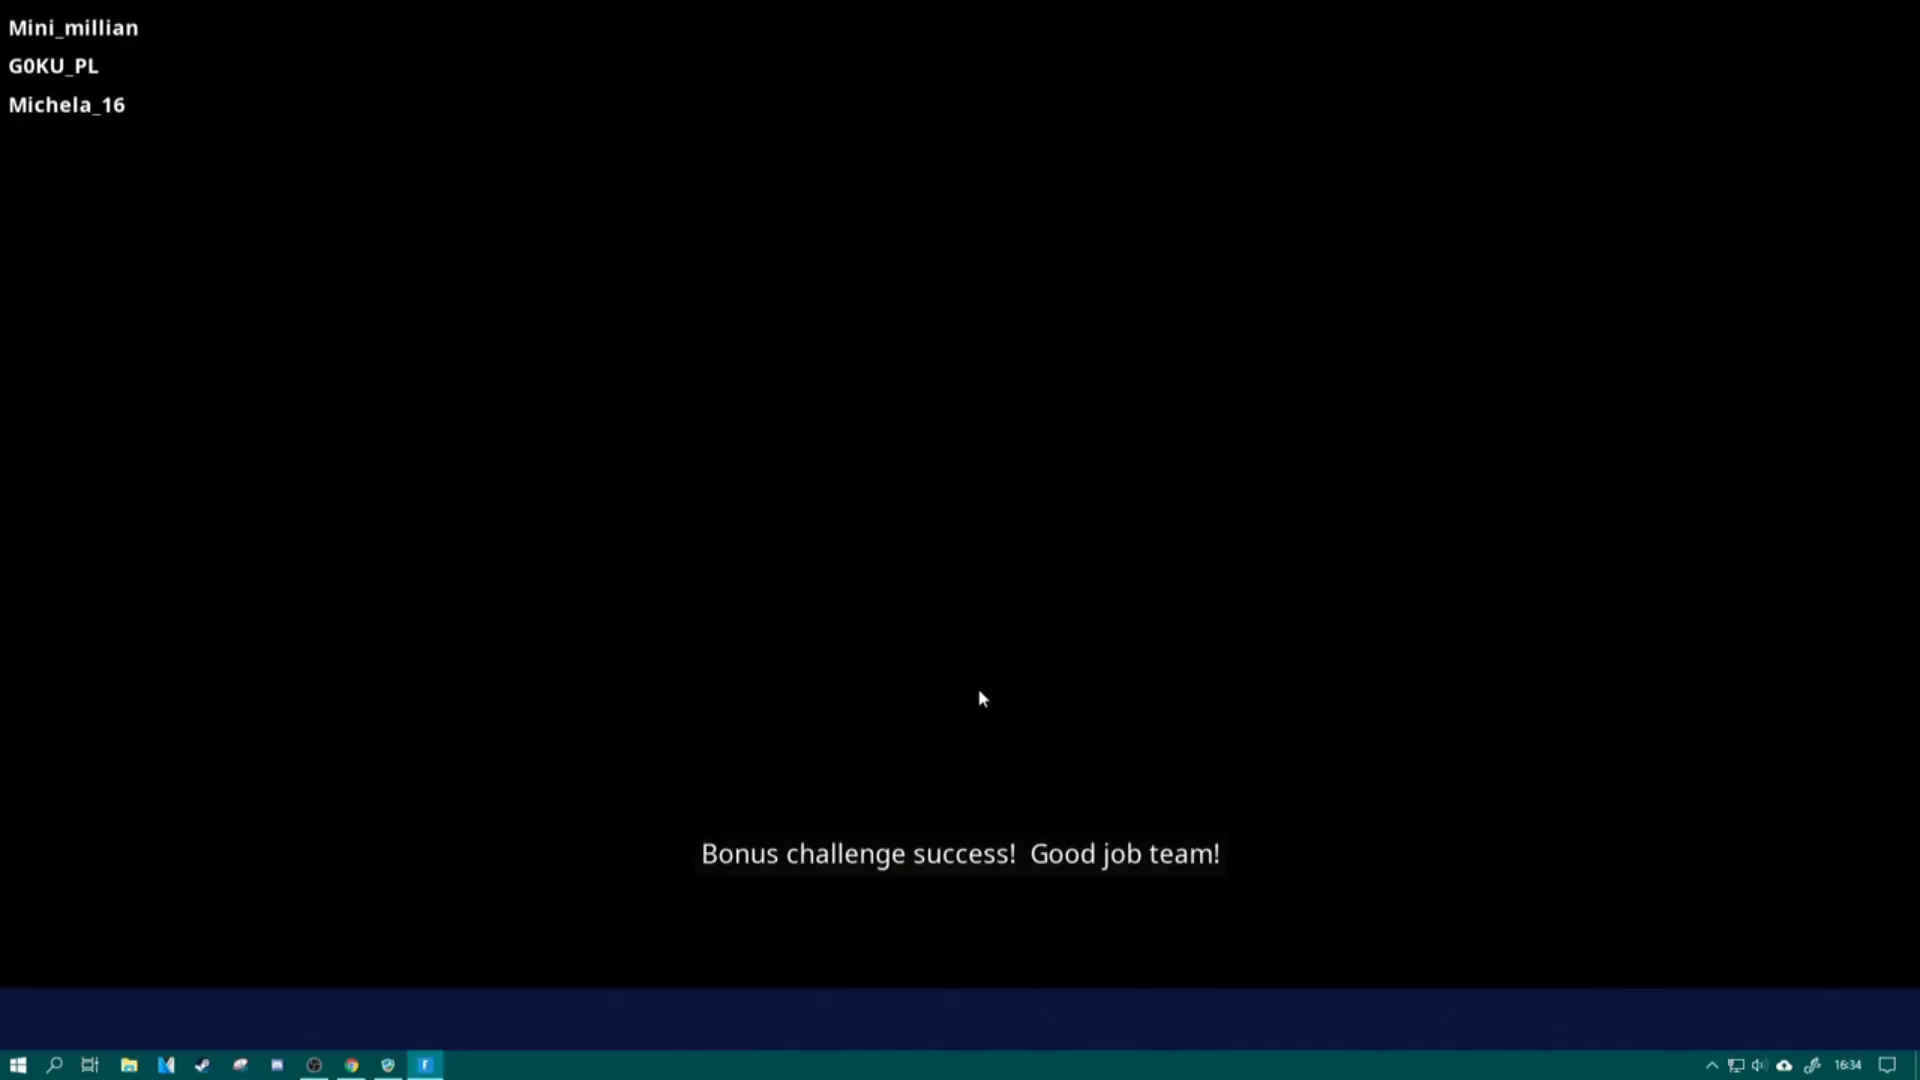 Mini_millian
G0KU_PL
Michela_16
Bonus challenge success!  Good job team!
16:34